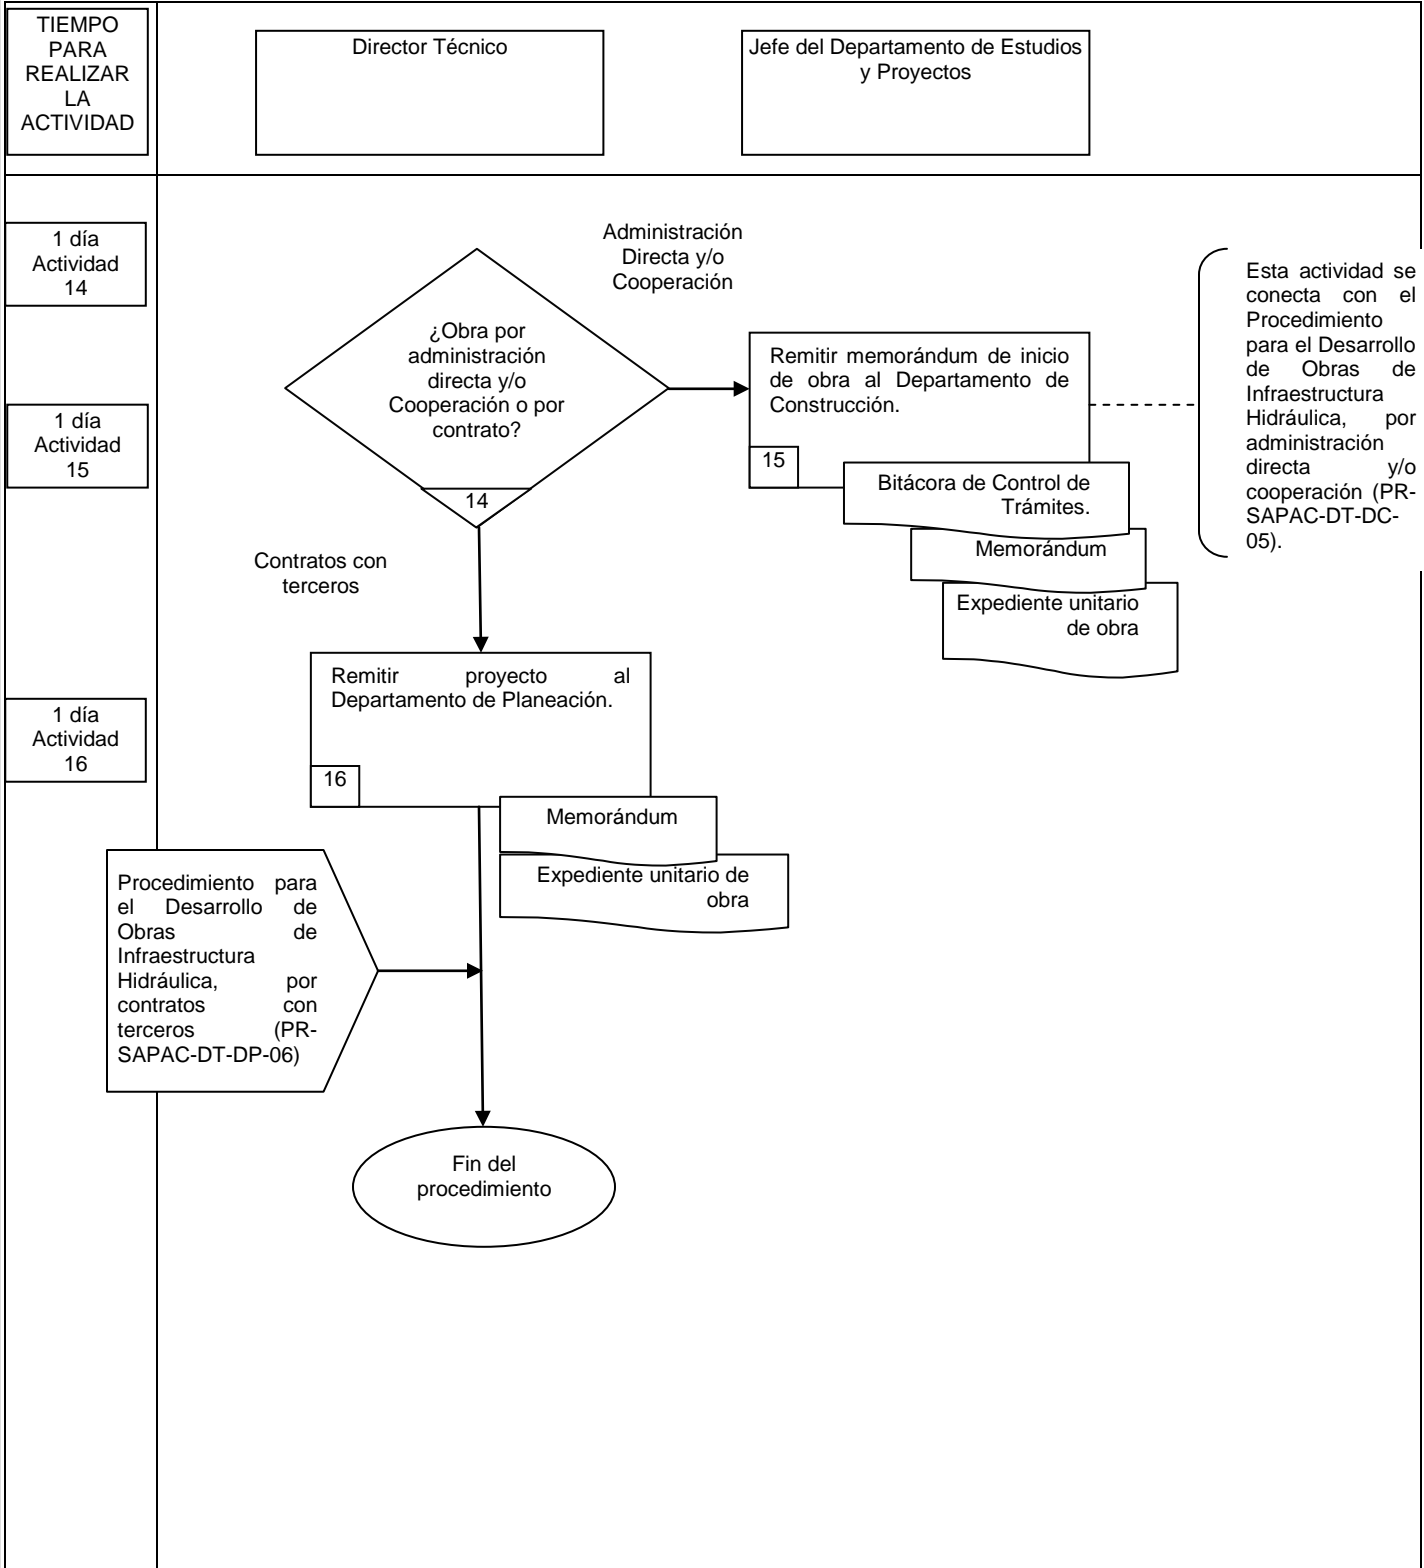 TIEMPO
PARA
REALIZAR
LA
ACTIVIDAD
Director Técnico
Jefe del Departamento de Estudios
y Proyectos
1 día
Actividad
14
Administración
Directa y/o
Cooperación
¿Obra por
administración
directa y/o
Cooperación o por
contrato?
14
Remitir memorándum de inicio
de obra al Departamento de
Construcción.
15
Bitácora de Control de
Trámites.
Memorándum
Expediente unitario
de obra
Esta actividad se
conecta con el
Procedimiento
para el Desarrollo
de Obras de
Infraestructura
Hidráulica, por
administración
directa y/o
cooperación (PR-
SAPAC-DT-DC-
05).
1 día
Actividad
15
Contratos con
terceros
1 día
Actividad
16
Remitir proyecto al
Departamento de Planeación.
16
Memorándum
Expediente unitario de
obra
Procedimiento para
el Desarrollo de
Obras de
Infraestructura
Hidráulica, por
contratos con
terceros (PR-
SAPAC-DT-DP-06)
Fin del
procedimiento